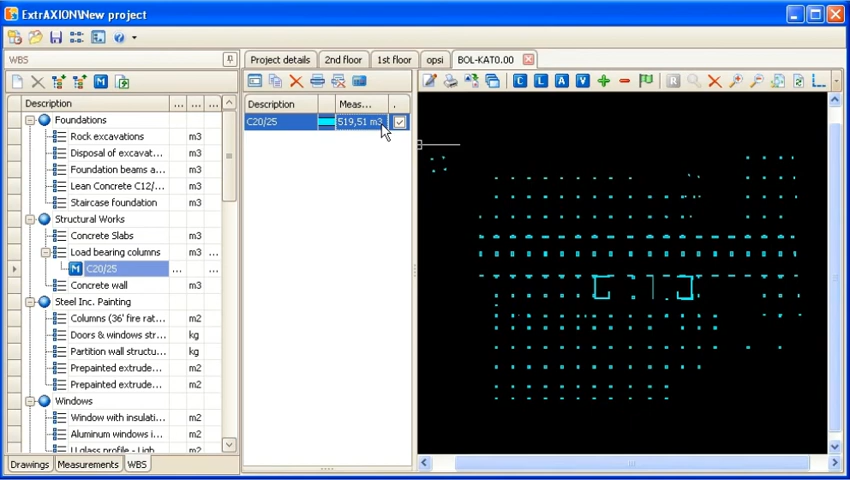 ExtrAXION\New project
WBS
Project details
2nd floor
1st floor
opsi
BOL-KAT0.00
M
C L A V
R
Description ... ... ...
Foundations
Rock excavations m3
Disposal of excavat... m3
Foundation beams a... m3
Lean Concrete C12/... m3
Staircase foundation m3
Structural Works
Concrete Slabs m3
Load bearing columns m3 ...
M C20/25 ... ...
Concrete wall m3
Steel Inc. Painting
Columns (36' fire rat... m2
Doors & windows str... kg
Partition wall structu... kg
Prepainted extrude... m2
Prepainted extrude... m2
Windows
Window with insulati... m2
Aluminum windows i... m2
U glass profile - Ligh... m2
Drawings
Measurements
WBS
Description Meas... .
C20/25 519,51 m3